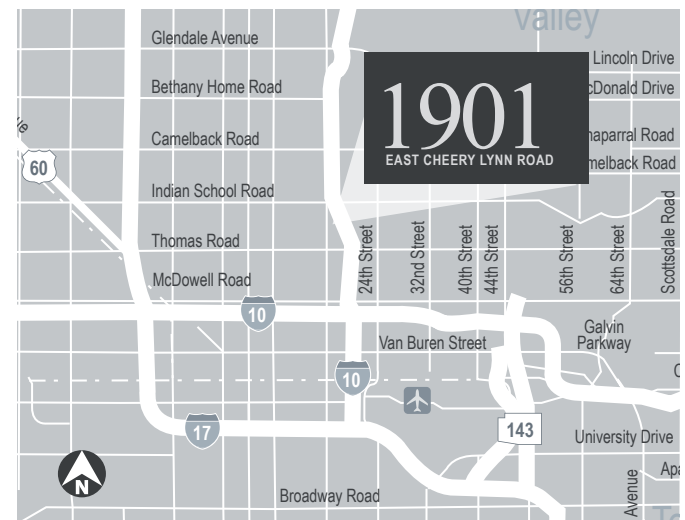 Valley
Glendale Avenue
Lincoln Drive
1901
EAST CHEERY LYNN ROAD
Bethany Home Road
cDonald Drive
Camelback Road
haparral Road
ue
60
melback Road
Indian School Road
Thomas Road
24th Street
32nd Street
40th Street
44th Street
56th Street
64th Street
Scottsdale Road
McDowell Road
10
Van Buren Street
Galvin
Parkway
10
17
143
University Drive
Apa
N
Broadway Road
Avenue